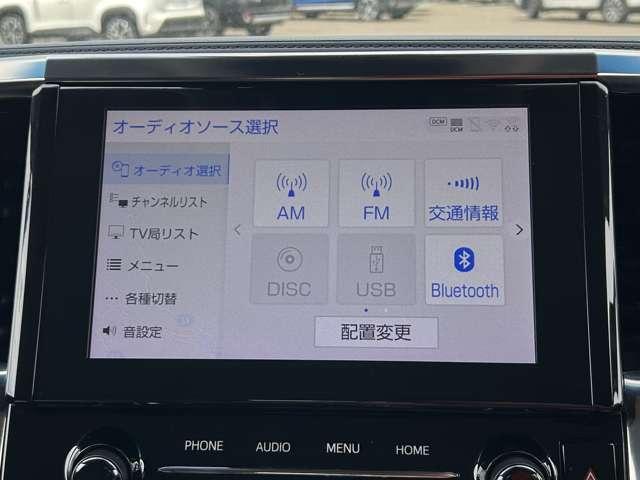 オーディオソース選択
DCM
DCM
オーディオ選択
チャンネルリスト
TV局リスト
メニュー
各種切替
音設定
AM
FM
交通情報
DISC
USB
Bluetooth
配置変更
PHONE
AUDIO
MENU
HOME